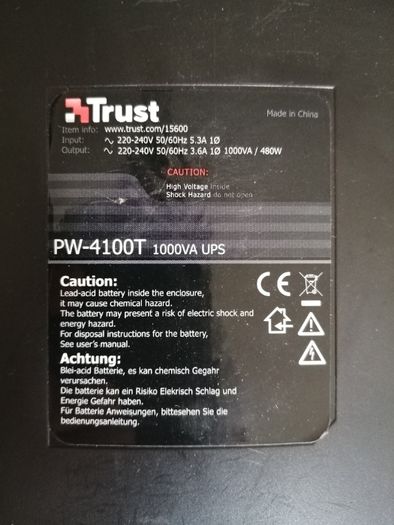 Trust
Made in China
Item info: www.trust.com/15600
Input: ∿ 220-240V 50/60Hz 5.3A 1Ø
Output: ∿ 220-240V 50/60Hz 3.6A 1Ø 1000VA / 480W
CAUTION:
High Voltage Inside
Shock Hazard do not open
PW-4100T 1000VA UPS
Caution:
Lead-acid battery inside the enclosure,
it may cause chemical hazard.
The battery may present a risk of electric shock and
energy hazard.
For disposal instructions for the battery,
See user's manual.
CE
Achtung:
Blei-acid Batterie, es kan chemisch Gegahr
verursachen.
Die batterie kan ein Risiko Elekrisch Schlag und
Energie Gefahr haben.
Für Batterie Anweisungen, bittesehen Sie die
bedienungsanleitung.